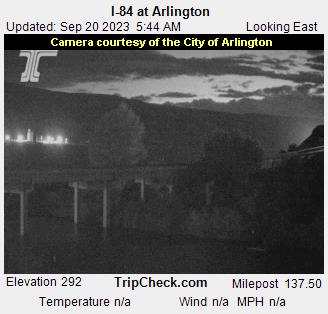 I-84 at Arlington
Updated: Sep 20 2023 5:44 AM Looking East
Camera courtesy of the City of Arlington
Elevation 292 TripCheck.com Milepost 137.50
Temperature n/a Wind n/a MPH n/a